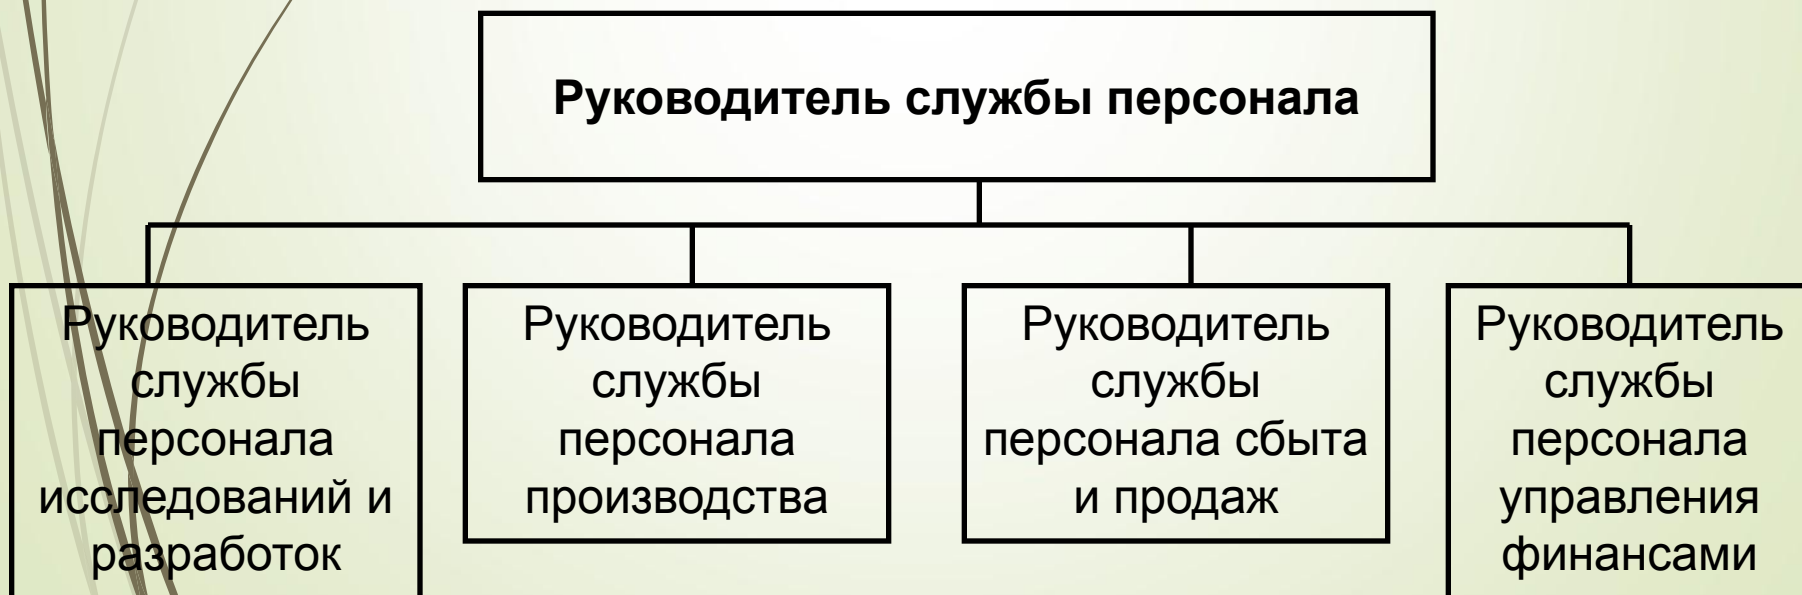 Руководитель службы персонала
Руководитель
службы
персонала
исследований и
разработок
Руководитель
службы
персонала
производства
Руководитель
службы
персонала сбыта
и продаж
Руководитель
службы
персонала
управления
финансами